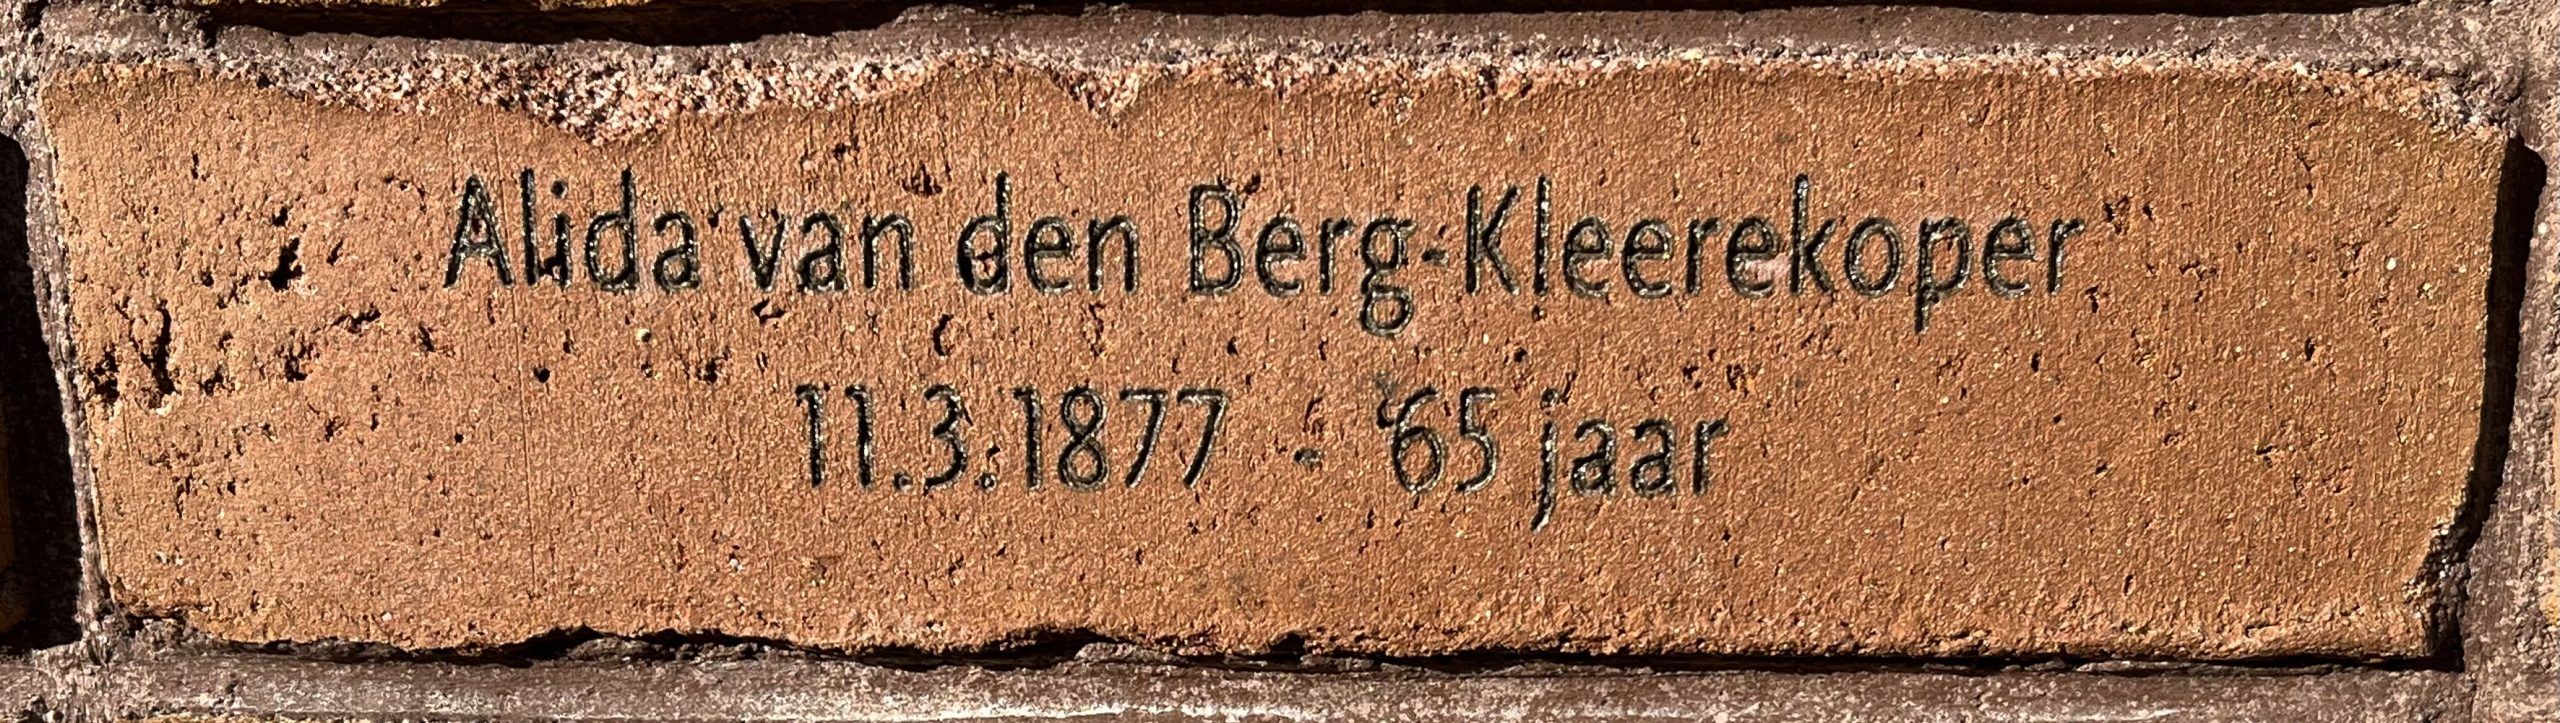 Alida van den Berg-Kleerekoper
11.3.1877 - 65 jaar